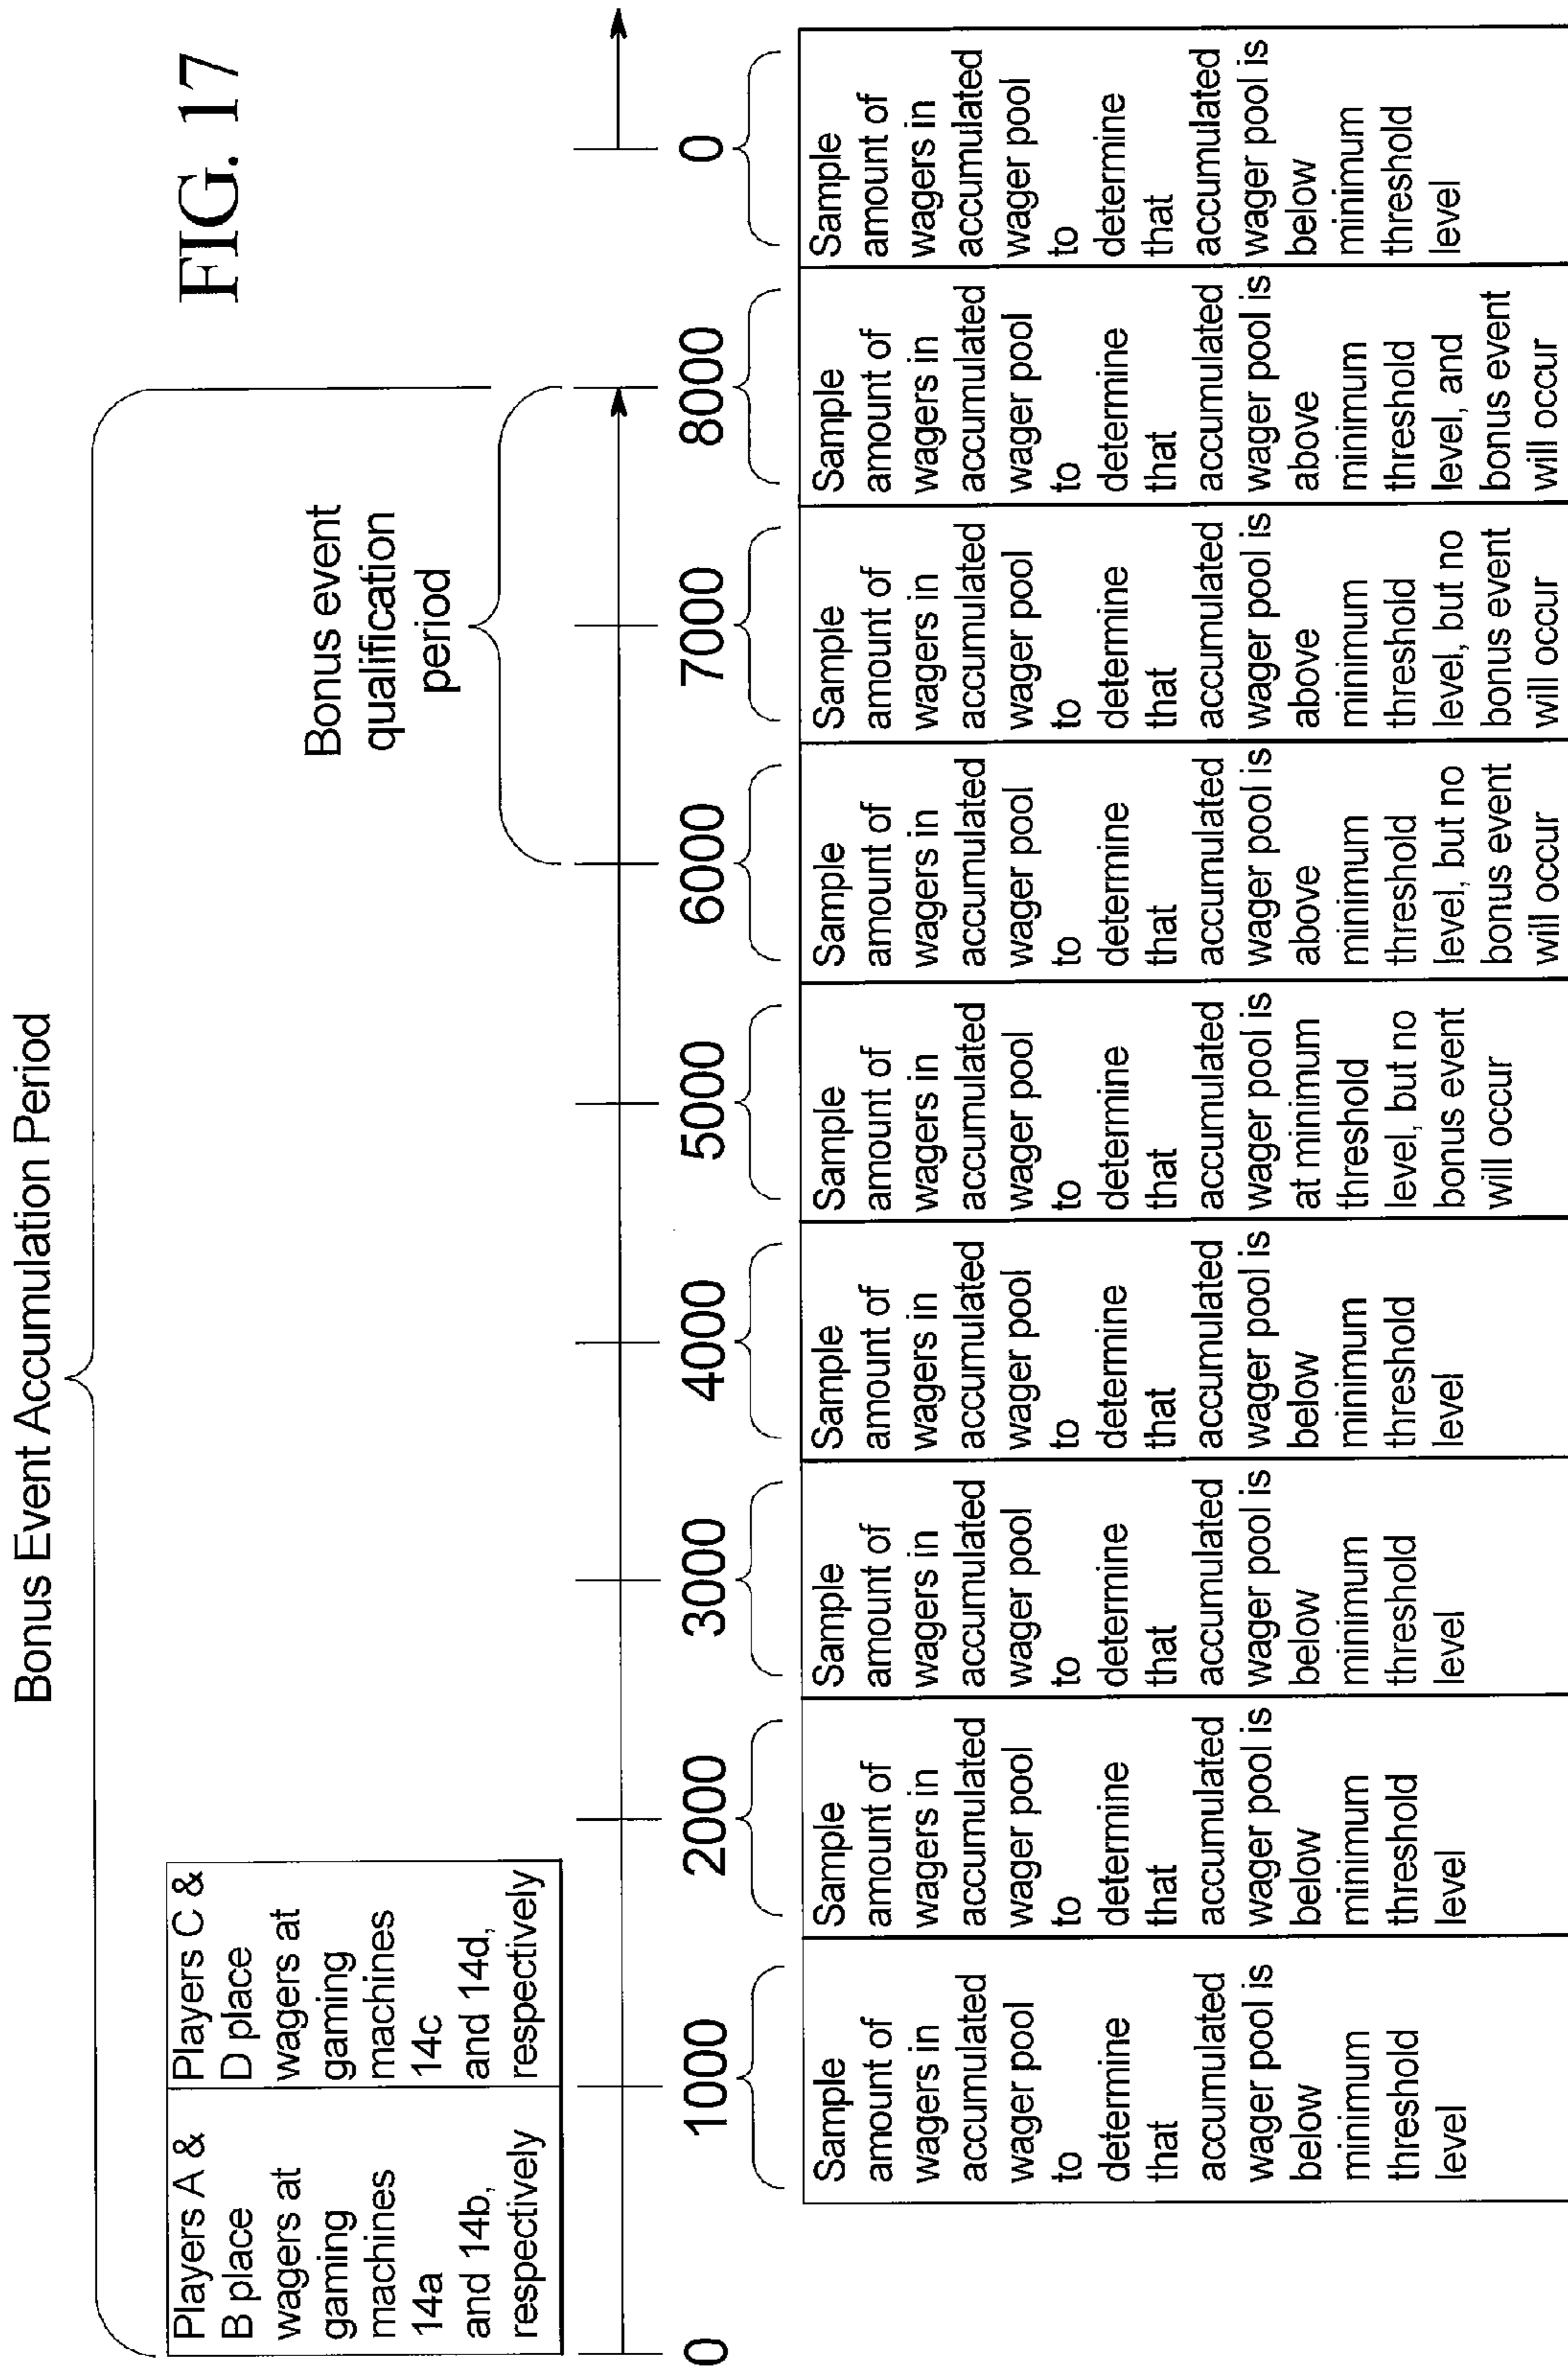 Bonus Event Accumulation Period
FIG. 17
Players A &
B place
wagers at
gaming
machines
14a
and 14b,
respectively
Players C &
D place
wagers at
gaming
machines
14c
and 14d,
respectively
Bonus event
qualification
period
0
1000
2000
3000
4000
5000
6000
7000
8000
0
Sample
amount of
wagers in
accumulated
wager pool
to
determine
that
accumulated
wager pool is
below
minimum
threshold
level
Sample
amount of
wagers in
accumulated
wager pool
to
determine
that
accumulated
wager pool is
below
minimum
threshold
level
Sample
amount of
wagers in
accumulated
wager pool
to
determine
that
accumulated
wager pool is
below
minimum
threshold
level
Sample
amount of
wagers in
accumulated
wager pool
to
determine
that
accumulated
wager pool is
below
minimum
threshold
level
Sample
amount of
wagers in
accumulated
wager pool
to
determine
that
accumulated
wager pool is
at minimum
threshold
level, but no
bonus event
will occur
Sample
amount of
wagers in
accumulated
wager pool
to
determine
that
accumulated
wager pool is
above
minimum
threshold
level, but no
bonus event
will occur
Sample
amount of
wagers in
accumulated
wager pool
to
determine
that
accumulated
wager pool is
above
minimum
threshold
level, but no
bonus event
will occur
Sample
amount of
wagers in
accumulated
wager pool
to
determine
that
accumulated
wager pool is
above
minimum
threshold
level, and
bonus event
will occur
Sample
amount of
wagers in
accumulated
wager pool
to
determine
that
accumulated
wager pool is
below
minimum
threshold
level